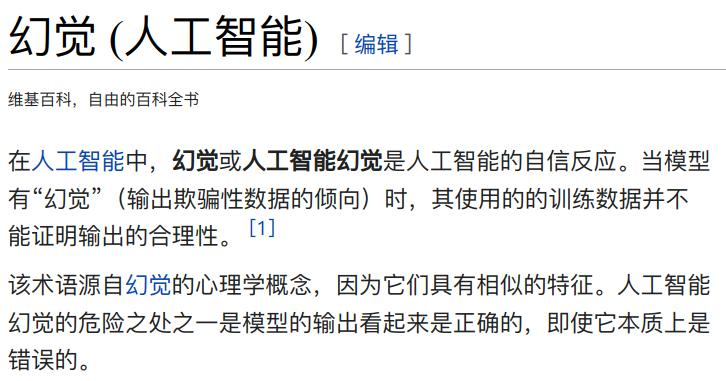 幻觉 (人工智能) [ 编辑 ]
维基百科，自由的百科全书
在人工智能中，幻觉或人工智能幻觉是人工智能的自信反应。当模型
有“幻觉”（输出欺骗性数据的倾向）时，其使用的的训练数据并不
能证明输出的合理性。[1]
该术语源自幻觉的心理学概念，因为它们具有相似的特征。人工智能
幻觉的危险之处之一是模型的输出看起来是正确的，即使它本质上是
错误的。